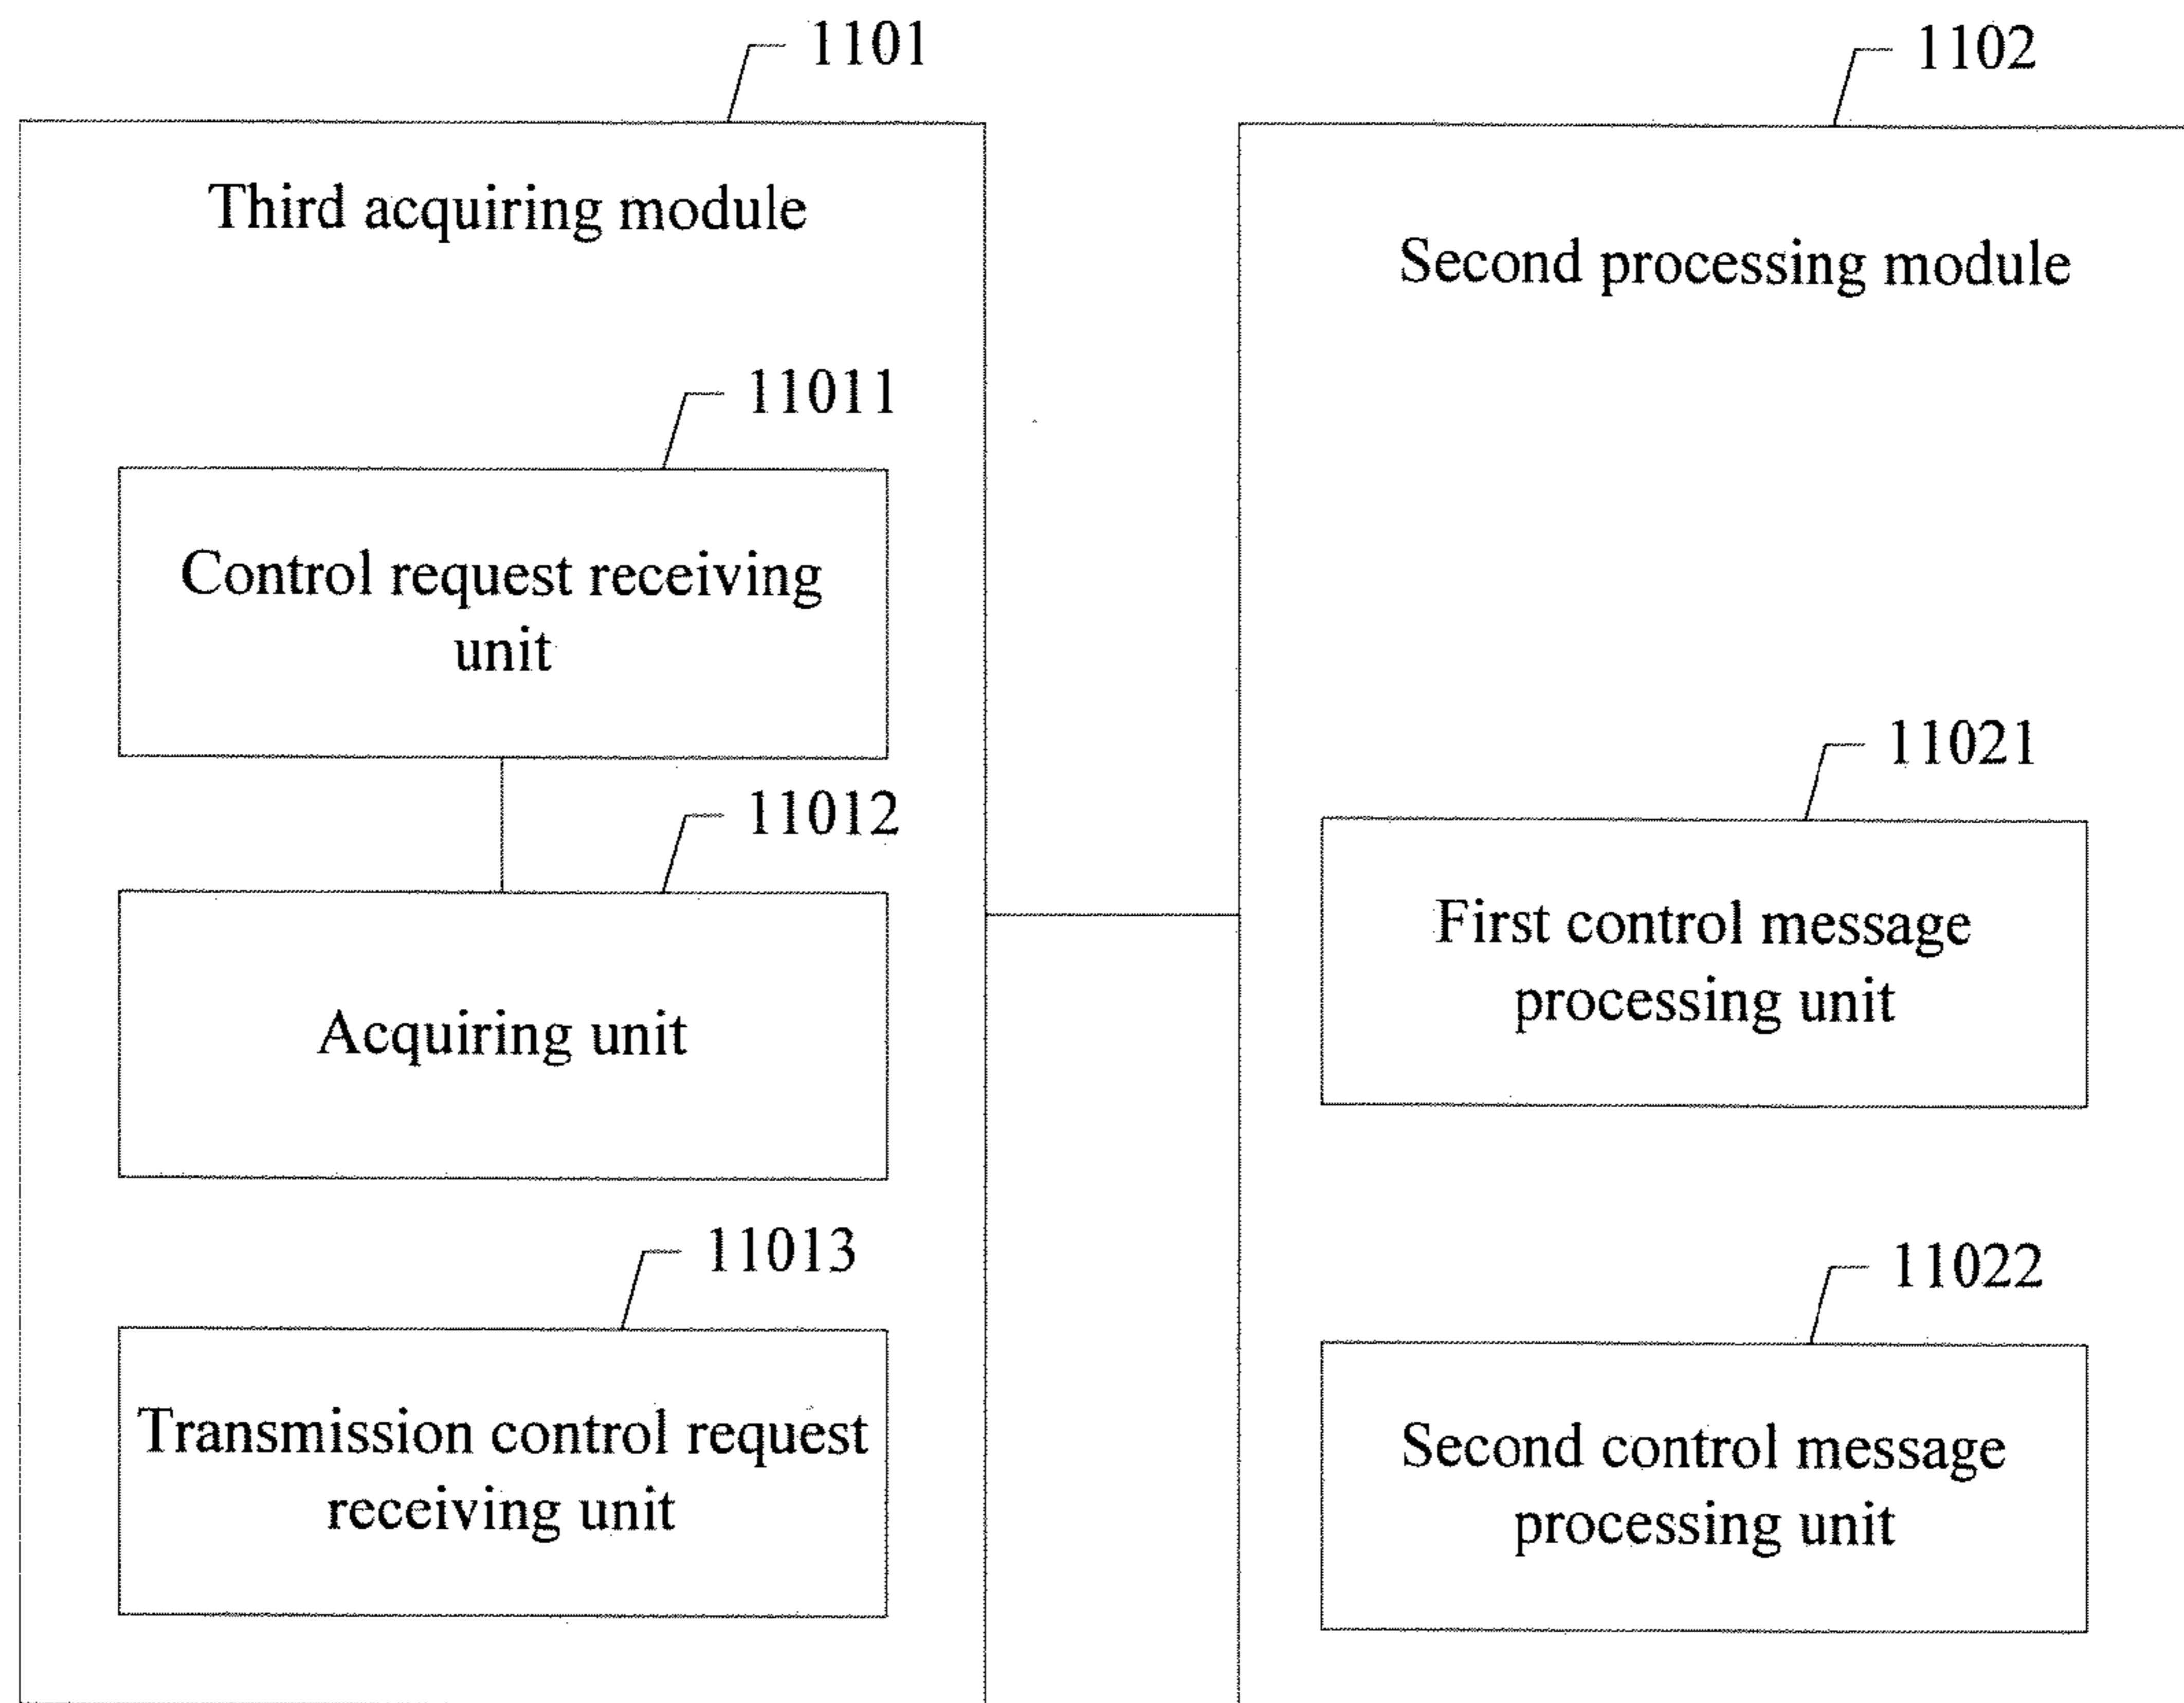 1101
Third acquiring module
11011
Control request receiving
unit
11012
Acquiring unit
11013
Transmission control request
receiving unit
1102
Second processing module
11021
First control message
processing unit
11022
Second control message
processing unit